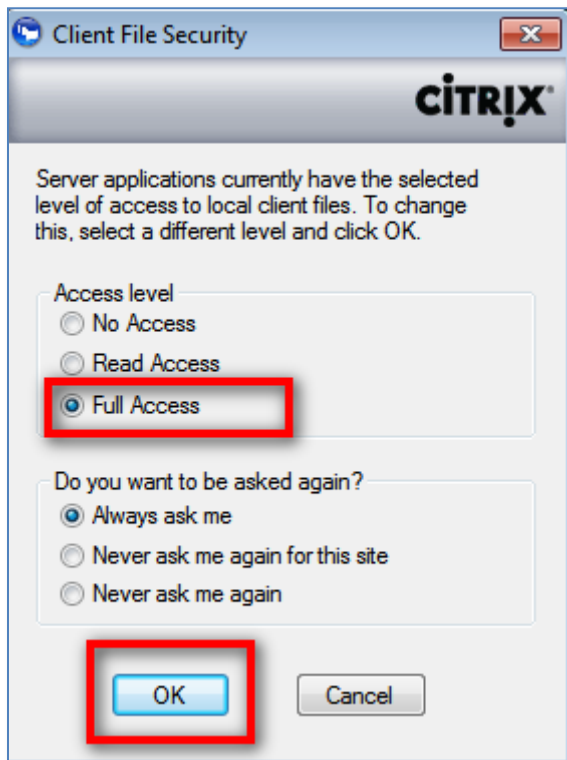 Client File Security
CİTRIX
Server applications currently have the selected
level of access to local client files. To change
this, select a different level and click OK.
Access level
No Access
Read Access
Full Access
Do you want to be asked again?
Always ask me
Never ask me again for this site
Never ask me again
OK
Cancel